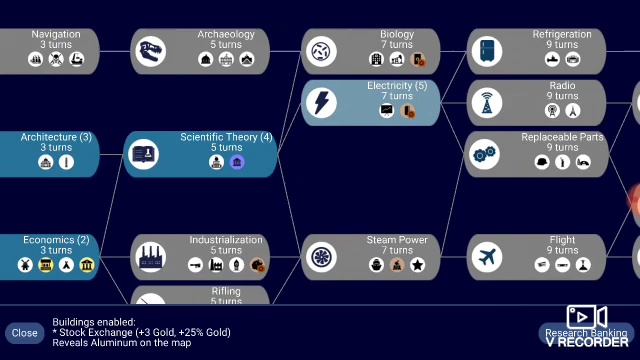 Navigation
3 turns
Archaeology
5 turns
Biology
7 turns
Refrigeration
9 turns
Electricity (5)
7 turns
Radio
9 turns
Architecture (3)
3 turns
Scientific Theory (4)
5 turns
Replaceable Parts
9 turns
Economics (2)
3 turns
Industrialization
5 turns
Steam Power
7 turns
Flight
9 turns
Rifling
5 turns
Close
Buildings enabled:
* Stock Exchange (+3 Gold, +25% Gold)
Reveals Aluminum on the map
Research Banking
V RECORDER